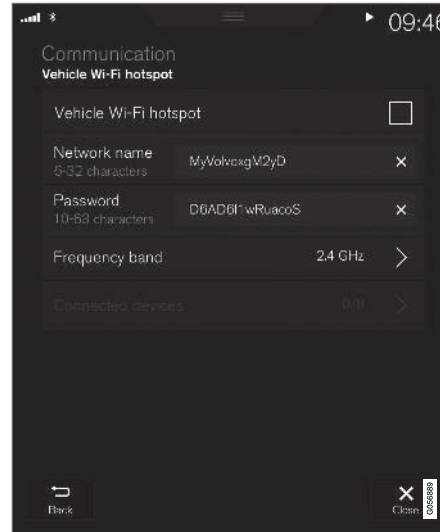 09:46
Communication
Vehicle Wi-Fi hotspot
Vehicle Wi-Fi hotspot
Network name
6-32 characters
MyVolvoxgM2yD
Password
10-63 characters
D6AD6I1wRuacoS
Frequency band
2.4 GHz
Connected devices
Back
Close
G056889